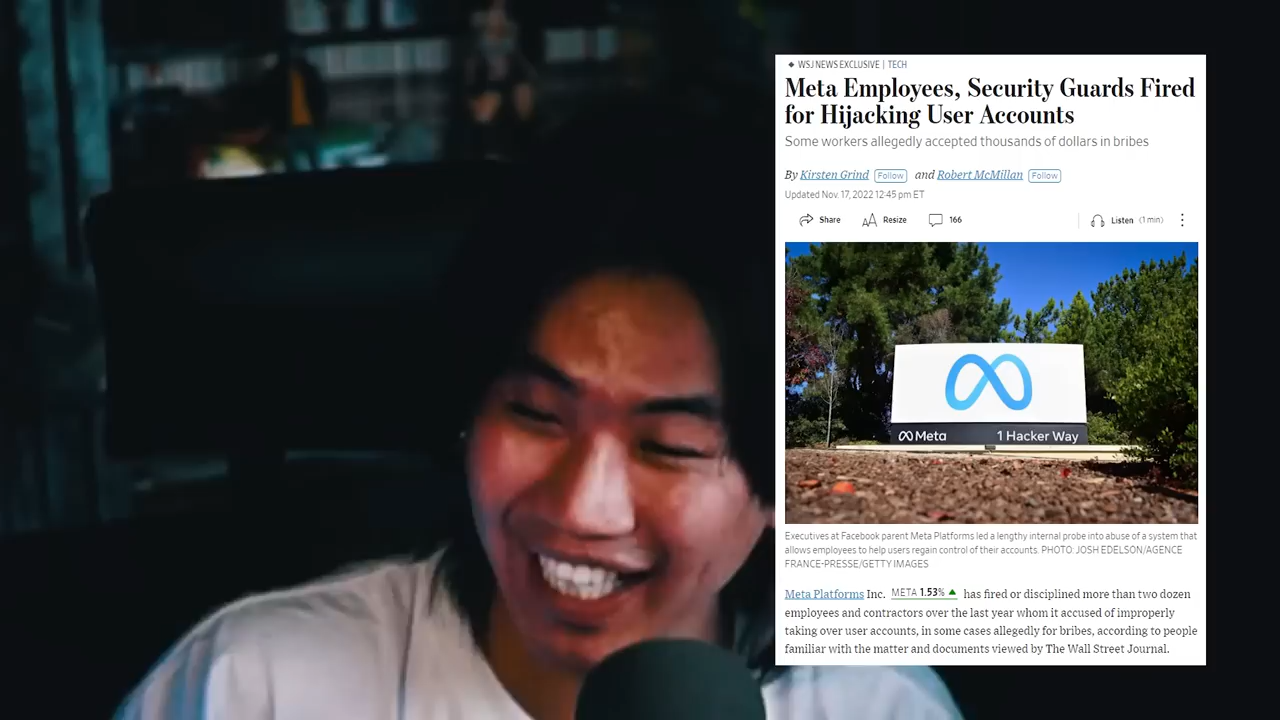 ◆ WSJ NEWS EXCLUSIVE | TECH
Meta Employees, Security Guards Fired
for Hijacking User Accounts
Some workers allegedly accepted thousands of dollars in bribes
By Kirsten Grind Follow and Robert McMillan Follow
Updated Nov. 17, 2022 12:45 pm ET
Share AA Resize 166 Listen (1 min)
Meta 1 Hacker Way
Executives at Facebook parent Meta Platforms led a lengthy internal probe into abuse of a system that
allows employees to help users regain control of their accounts. PHOTO: JOSH EDELSON/AGENCE
FRANCE-PRESSE/GETTY IMAGES
Meta Platforms Inc. META 1.53% ▲ has fired or disciplined more than two dozen
employees and contractors over the last year whom it accused of improperly
taking over user accounts, in some cases allegedly for bribes, according to people
familiar with the matter and documents viewed by The Wall Street Journal.